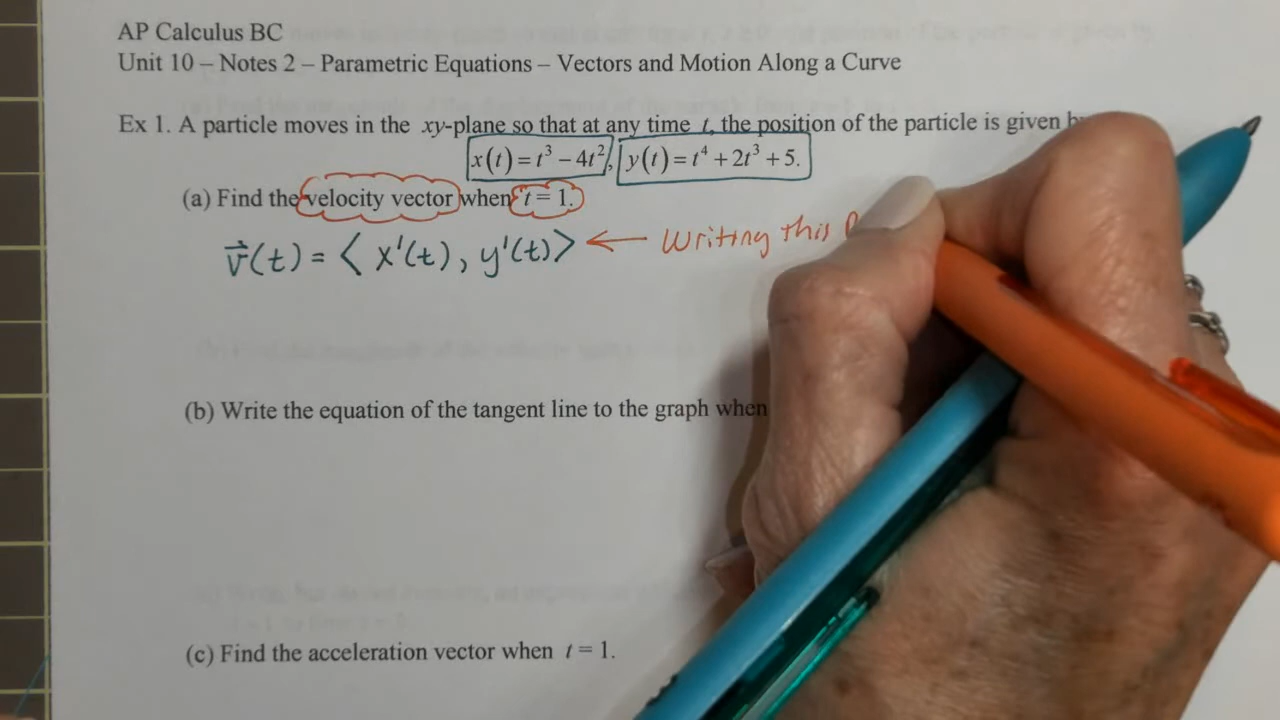 AP Calculus BC
Unit 10 – Notes 2 – Parametric Equations – Vectors and Motion Along a Curve
Ex 1. A particle moves in the xy-plane so that at any time t, the position of the particle is given
x(t) = t³ – 4t², y(t) = t⁴ + 2t³ + 5.
(a) Find the velocity vector when t = 1.
v⃗(t) = ⟨ x'(t), y'(t)⟩ ← Writing this
(b) Write the equation of the tangent line to the graph when
(c) Find the acceleration vector when t = 1.